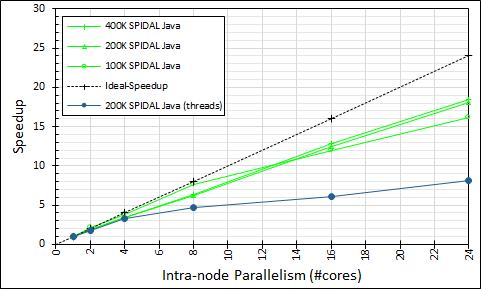 30
25
20
15
10
5
0
Speedup
400K SPIDAL Java
200K SPIDAL Java
100K SPIDAL Java
Ideal-Speedup
200K SPIDAL Java (threads)
0 2 4 6 8 10 12 14 16 18 20 22 24
Intra-node Parallelism (#cores)